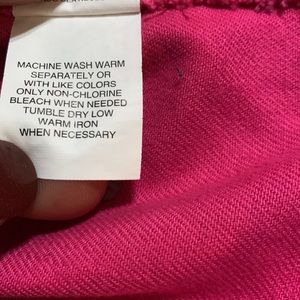 MACHINE WASH WARM
SEPARATELY OR
WITH LIKE COLORS
ONLY NON-CHLORINE
BLEACH WHEN NEEDED
TUMBLE DRY LOW
WARM IRON
WHEN NECESSARY